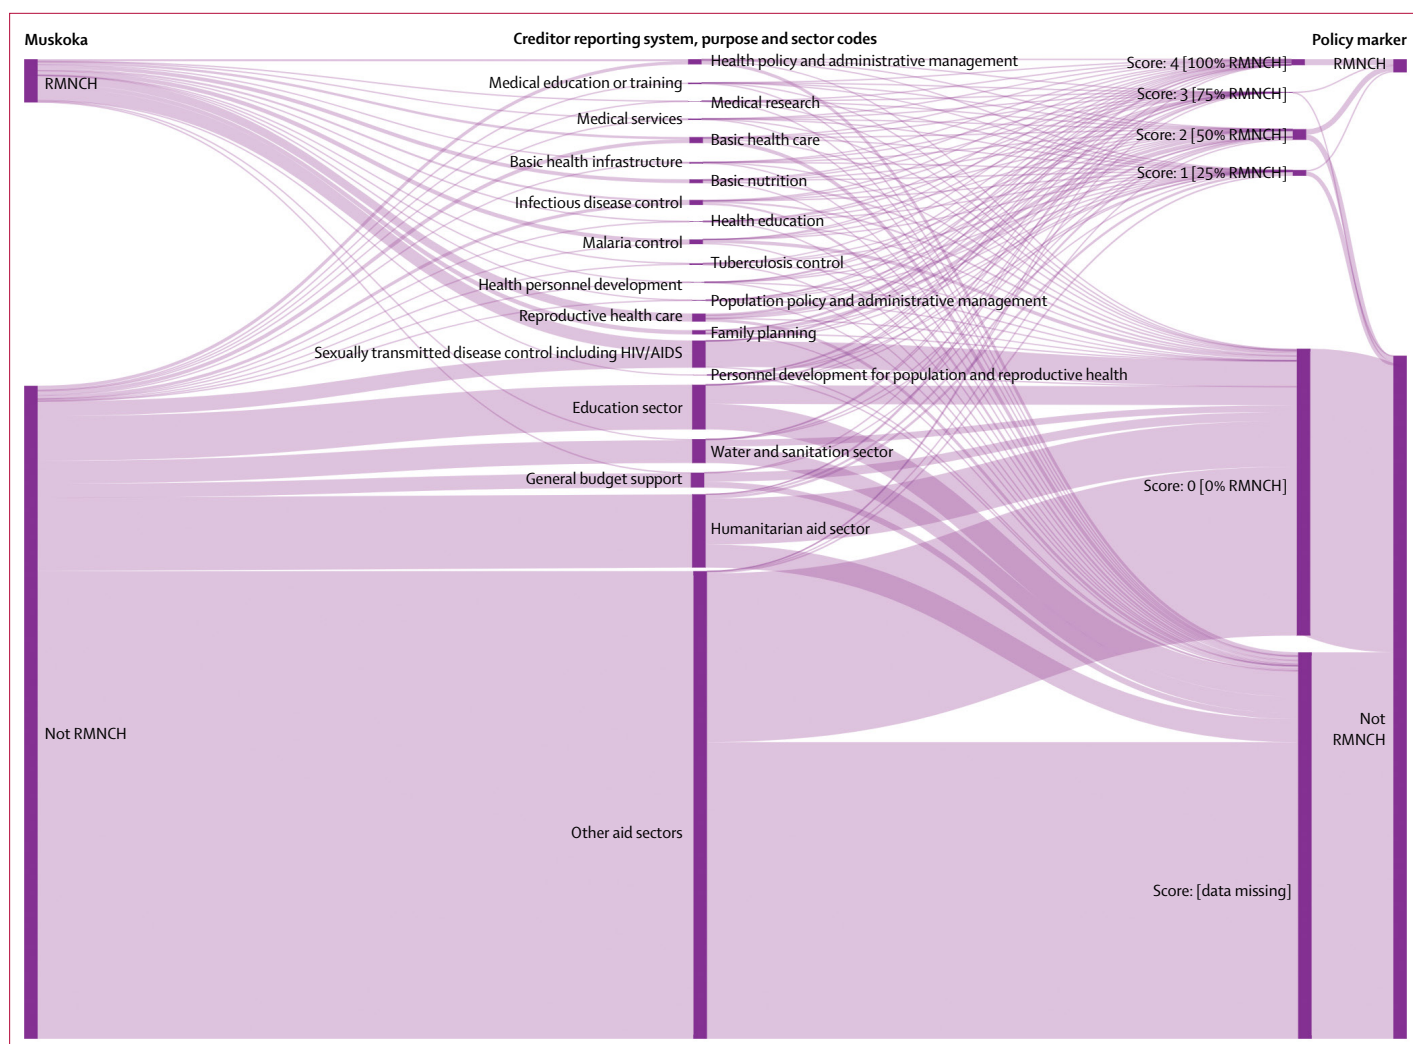 Muskoka
Creditor reporting system, purpose and sector codes
Policy marker
RMNCH
Health policy and administrative management
Medical education or training
Medical research
Medical services
Basic health care
Basic health infrastructure
Basic nutrition
Infectious disease control
Health education
Malaria control
Tuberculosis control
Health personnel development
Population policy and administrative management
Reproductive health care
Family planning
Sexually transmitted disease control including HIV/AIDS
Personnel development for population and reproductive health
Education sector
Water and sanitation sector
General budget support
Humanitarian aid sector
Not RMNCH
Other aid sectors
Score: 4 [100% RMNCH]
Score: 3 [75% RMNCH]
Score: 2 [50% RMNCH]
Score: 1 [25% RMNCH]
Score: 0 [0% RMNCH]
Score: [data missing]
RMNCH
Not
RMNCH